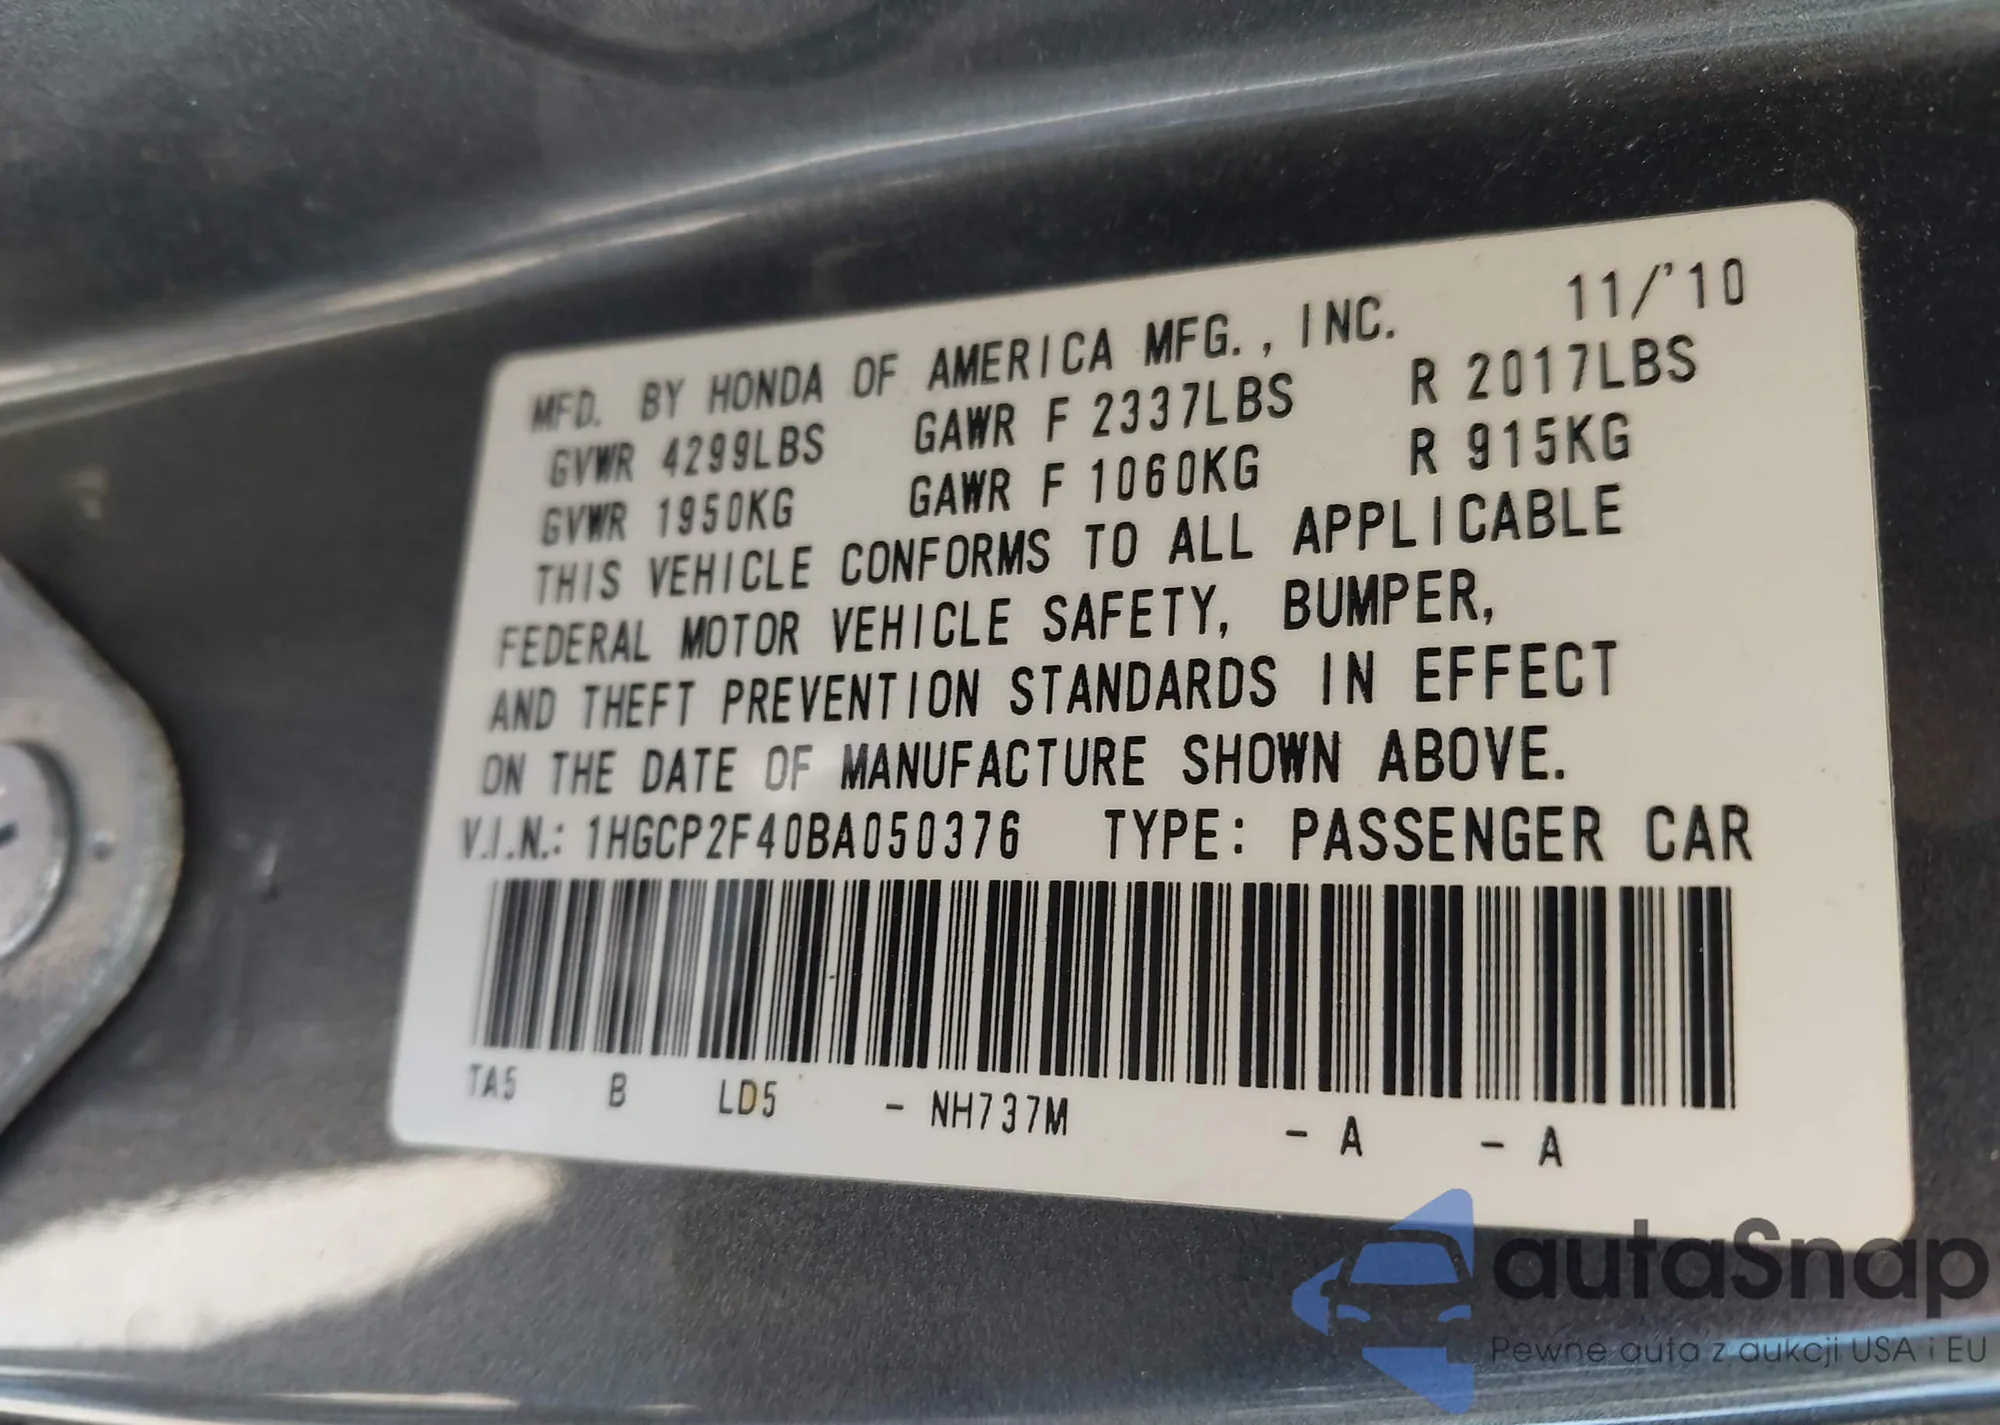 MFD. BY HONDA OF AMERICA MFG., INC. 11/'10
GVWR 4299LBS GAWR F 2337LBS R 2017LBS
GVWR 1950KG GAWR F 1060KG R 915KG
THIS VEHICLE CONFORMS TO ALL APPLICABLE
FEDERAL MOTOR VEHICLE SAFETY, BUMPER,
AND THEFT PREVENTION STANDARDS IN EFFECT
ON THE DATE OF MANUFACTURE SHOWN ABOVE.
V.I.N.: 1HGCP2F40BA050376 TYPE: PASSENGER CAR
TA5 B LD5 - NH737M - A - A
autaSnap
Pewne auta z aukcji USA i EU